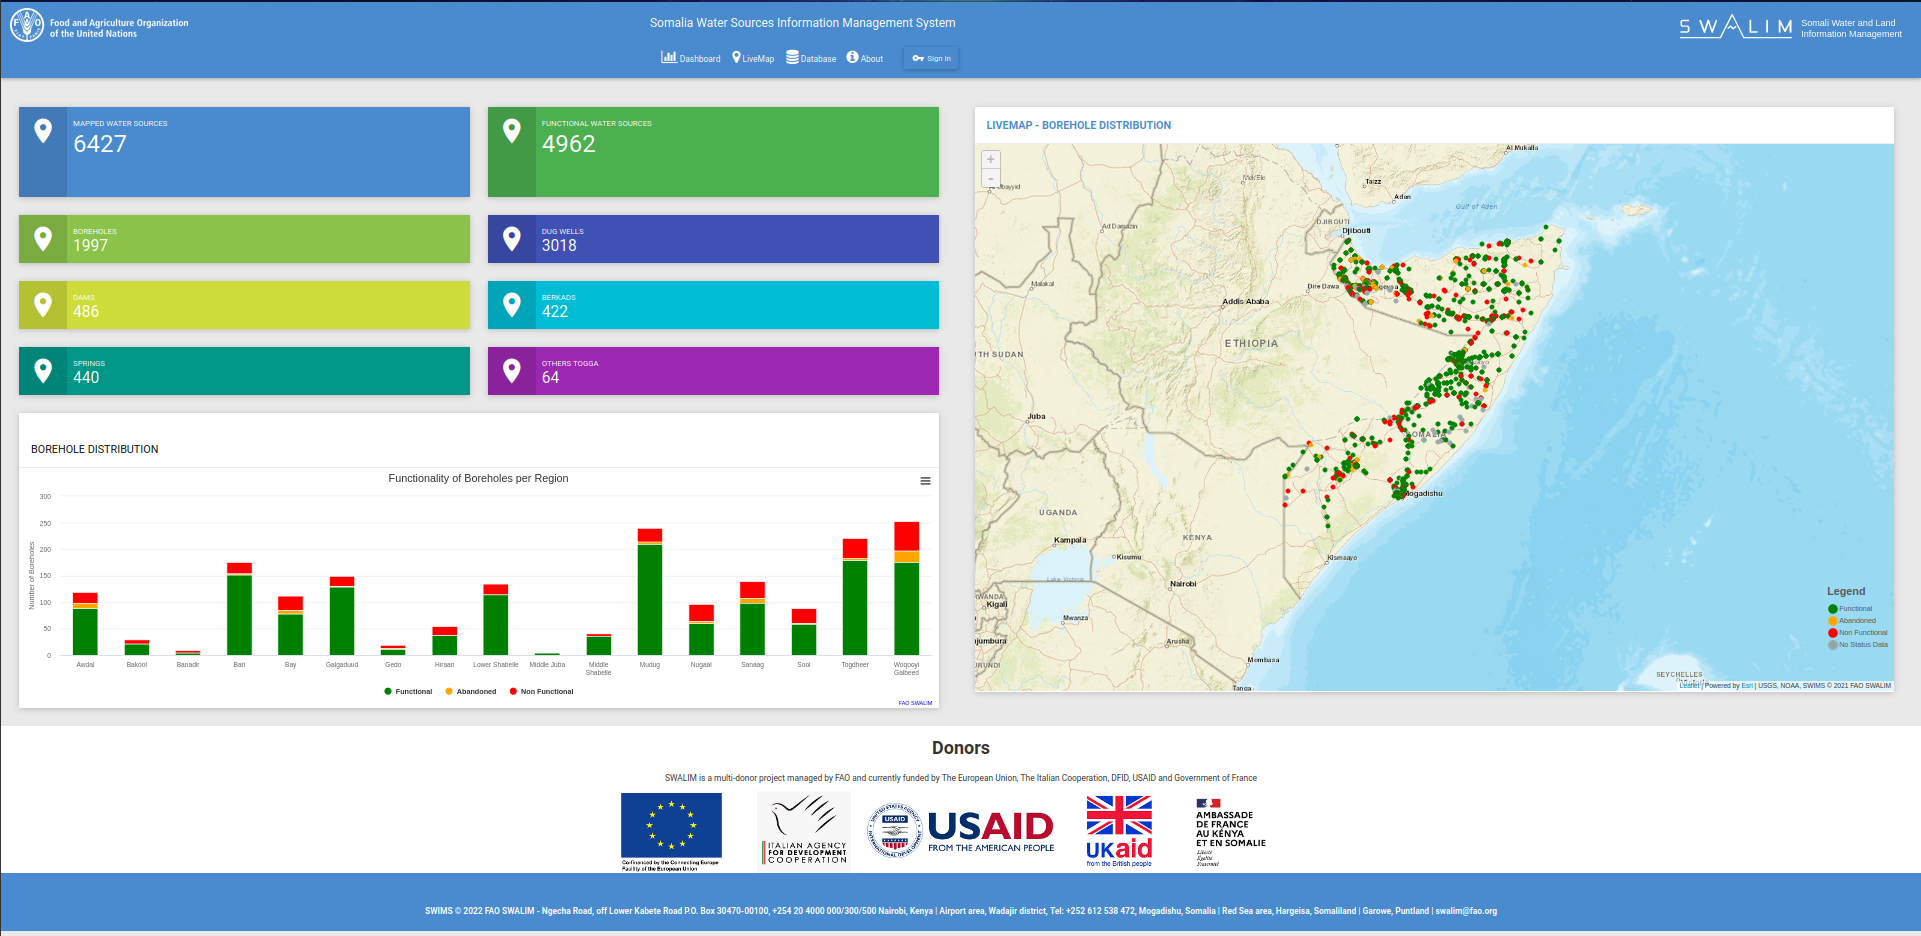 Food and Agriculture Organization
of the United Nations
Somalia Water Sources Information Management System
Dashboard
LiveMap
Database
About
Sign In
SWALIM
Somali Water and Land
Information Management
MAPPED WATER SOURCES
6427
FUNCTIONAL WATER SOURCES
4962
BOREHOLES
1997
DUG WELLS
3018
DAMS
486
BERKADS
422
SPRINGS
440
OTHERS TOGGA
64
BOREHOLE DISTRIBUTION
Functionality of Boreholes per Region
Number of Boreholes
300
250
200
150
100
50
0
Awdal
Bakool
Banadir
Bari
Bay
Galgaduud
Gedo
Hiraan
Lower Shabelle
Middle Juba
Middle
Shabelle
Mudug
Nugaal
Sanaag
Sool
Togdheer
Woqooyi
Galbeed
Functional
Abandoned
Non Functional
FAO SWALIM
LIVEMAP - BOREHOLE DISTRIBUTiON
+
-
Al Mukalla
Mek'Ele
Taizz
Aden
Gulf of Aden
DJIBOUTI
Djibouti
Ad Damazin
Malakal
Dire Dawa
Addis Ababa
ETHIOPIA
TH SUDAN
Juba
SOMALIA
Mogadishu
UGANDA
Kampala
Kisumu
KENYA
Kismaayo
Lake Victoria
Nairobi
RWANDA
Kigali
Mwanza
jumbura
Arusha
BURUNDI
Mombasa
Tanga
SEYCHELLES
Legend
Functional
Abandoned
Non Functional
No Status Data
Leaflet | Powered by Esri | USGS, NOAA, SWIMS © 2021 FAO SWALIM
Donors
SWALIM is a multi-donor project managed by FAO and currently funded by The European Union, The Italian Cooperation, DFID, USAID and Government of France
Co-financed by the Connecting Europe
Facility of the European Union
ITALIAN AGENCY
FOR DEVELOPMENT
COOPERATION
USAID
USAID
FROM THE AMERICAN PEOPLE
UKaid
from the British people
AMBASSADE
DE FRANCE
AU KÉNYA
ET EN SOMALIE
Liberté
Égalité
Fraternité
SWIMS © 2022 FAO SWALIM - Ngecha Road, off Lower Kabete Road P.O. Box 30470-00100, +254 20 4000 000/300/500 Nairobi, Kenya | Airport area, Wadajir district, Tel: +252 612 538 472, Mogadishu, Somalia | Red Sea area, Hargeisa, Somaliland | Garowe, Puntland | swalim@fao.org